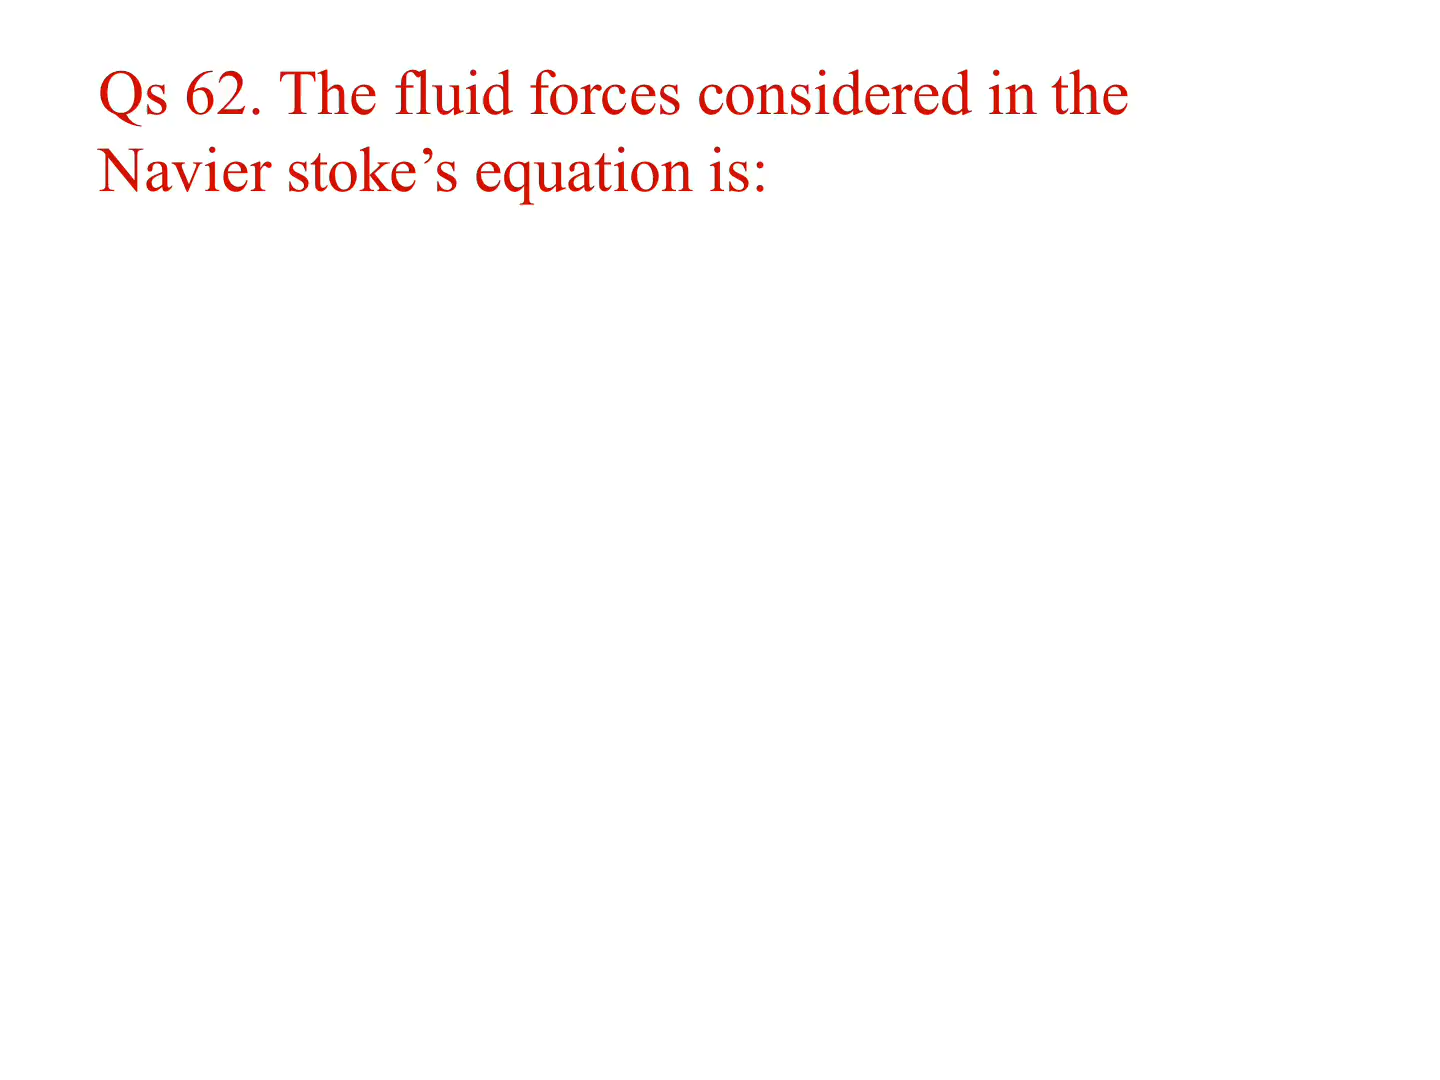 Qs 62. The fluid forces considered in the
Navier stoke’s equation is: